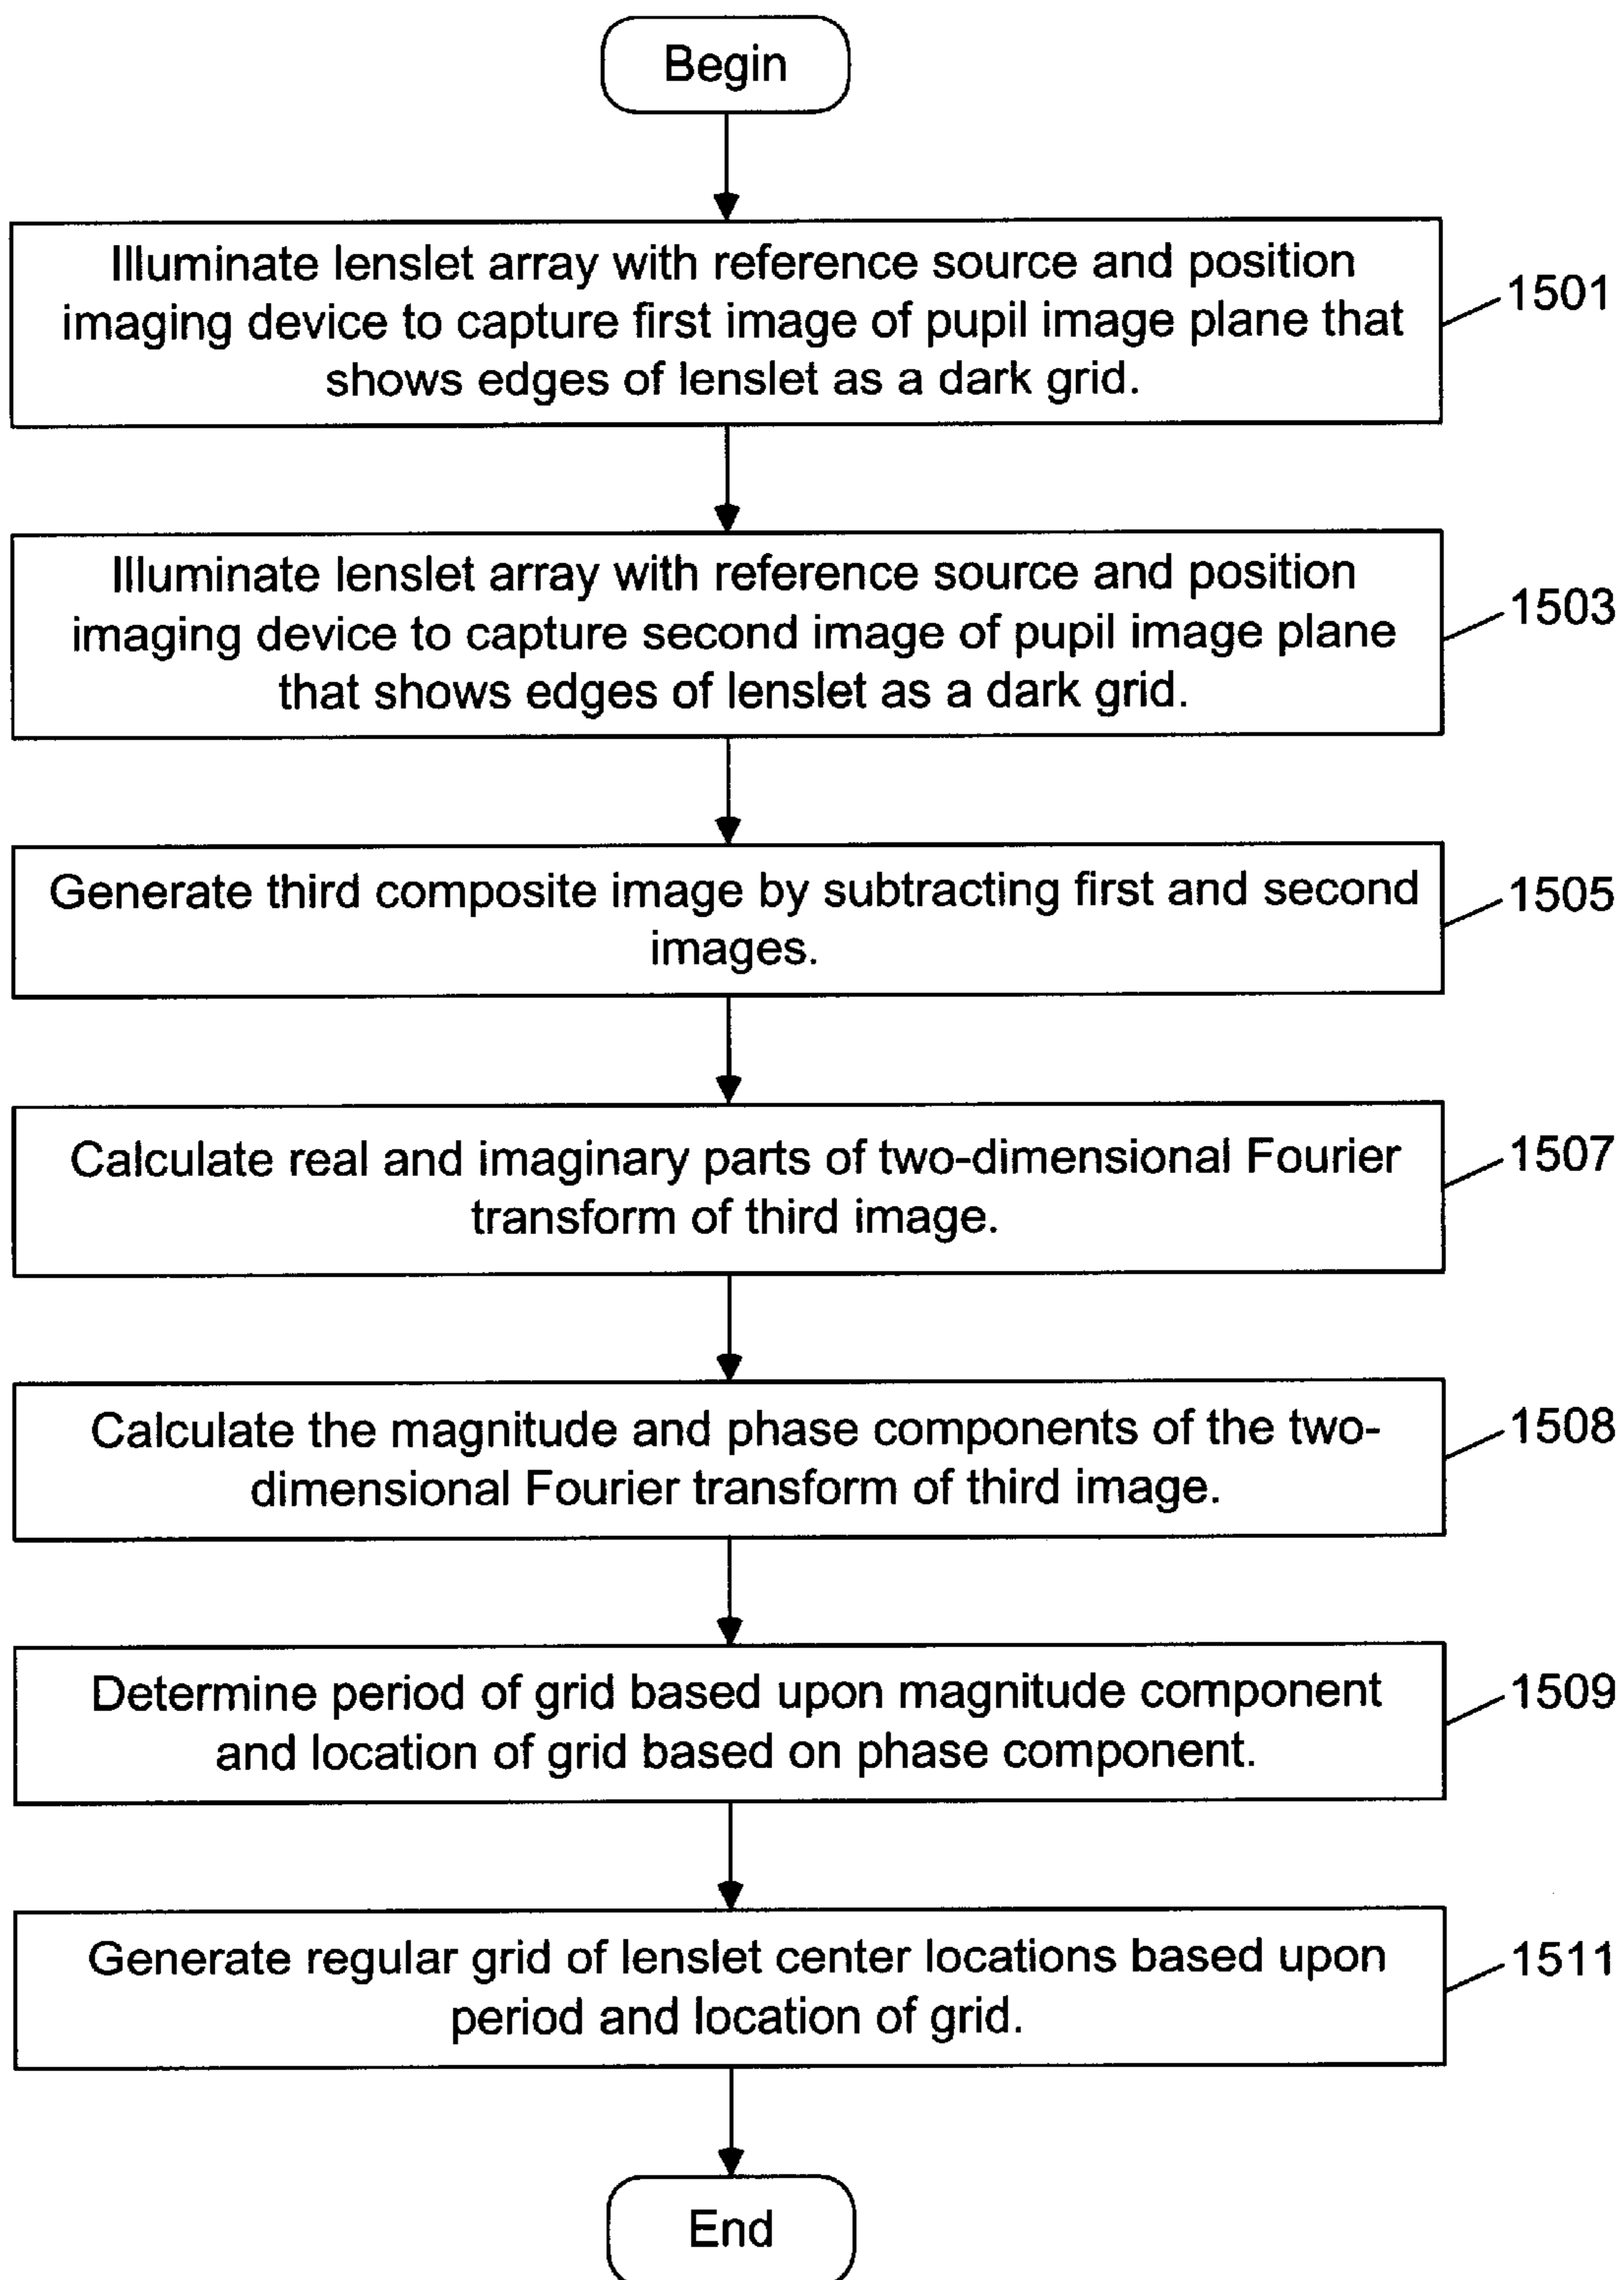 Begin
Illuminate lenslet array with reference source and position
imaging device to capture first image of pupil image plane that
shows edges of lenslet as a dark grid.
1501
Illuminate lenslet array with reference source and position
imaging device to capture second image of pupil image plane
that shows edges of lenslet as a dark grid.
1503
Generate third composite image by subtracting first and second
images.
1505
Calculate real and imaginary parts of two-dimensional Fourier
transform of third image.
1507
Calculate the magnitude and phase components of the two-
dimensional Fourier transform of third image.
1508
Determine period of grid based upon magnitude component
and location of grid based on phase component.
1509
Generate regular grid of lenslet center locations based upon
period and location of grid.
1511
End